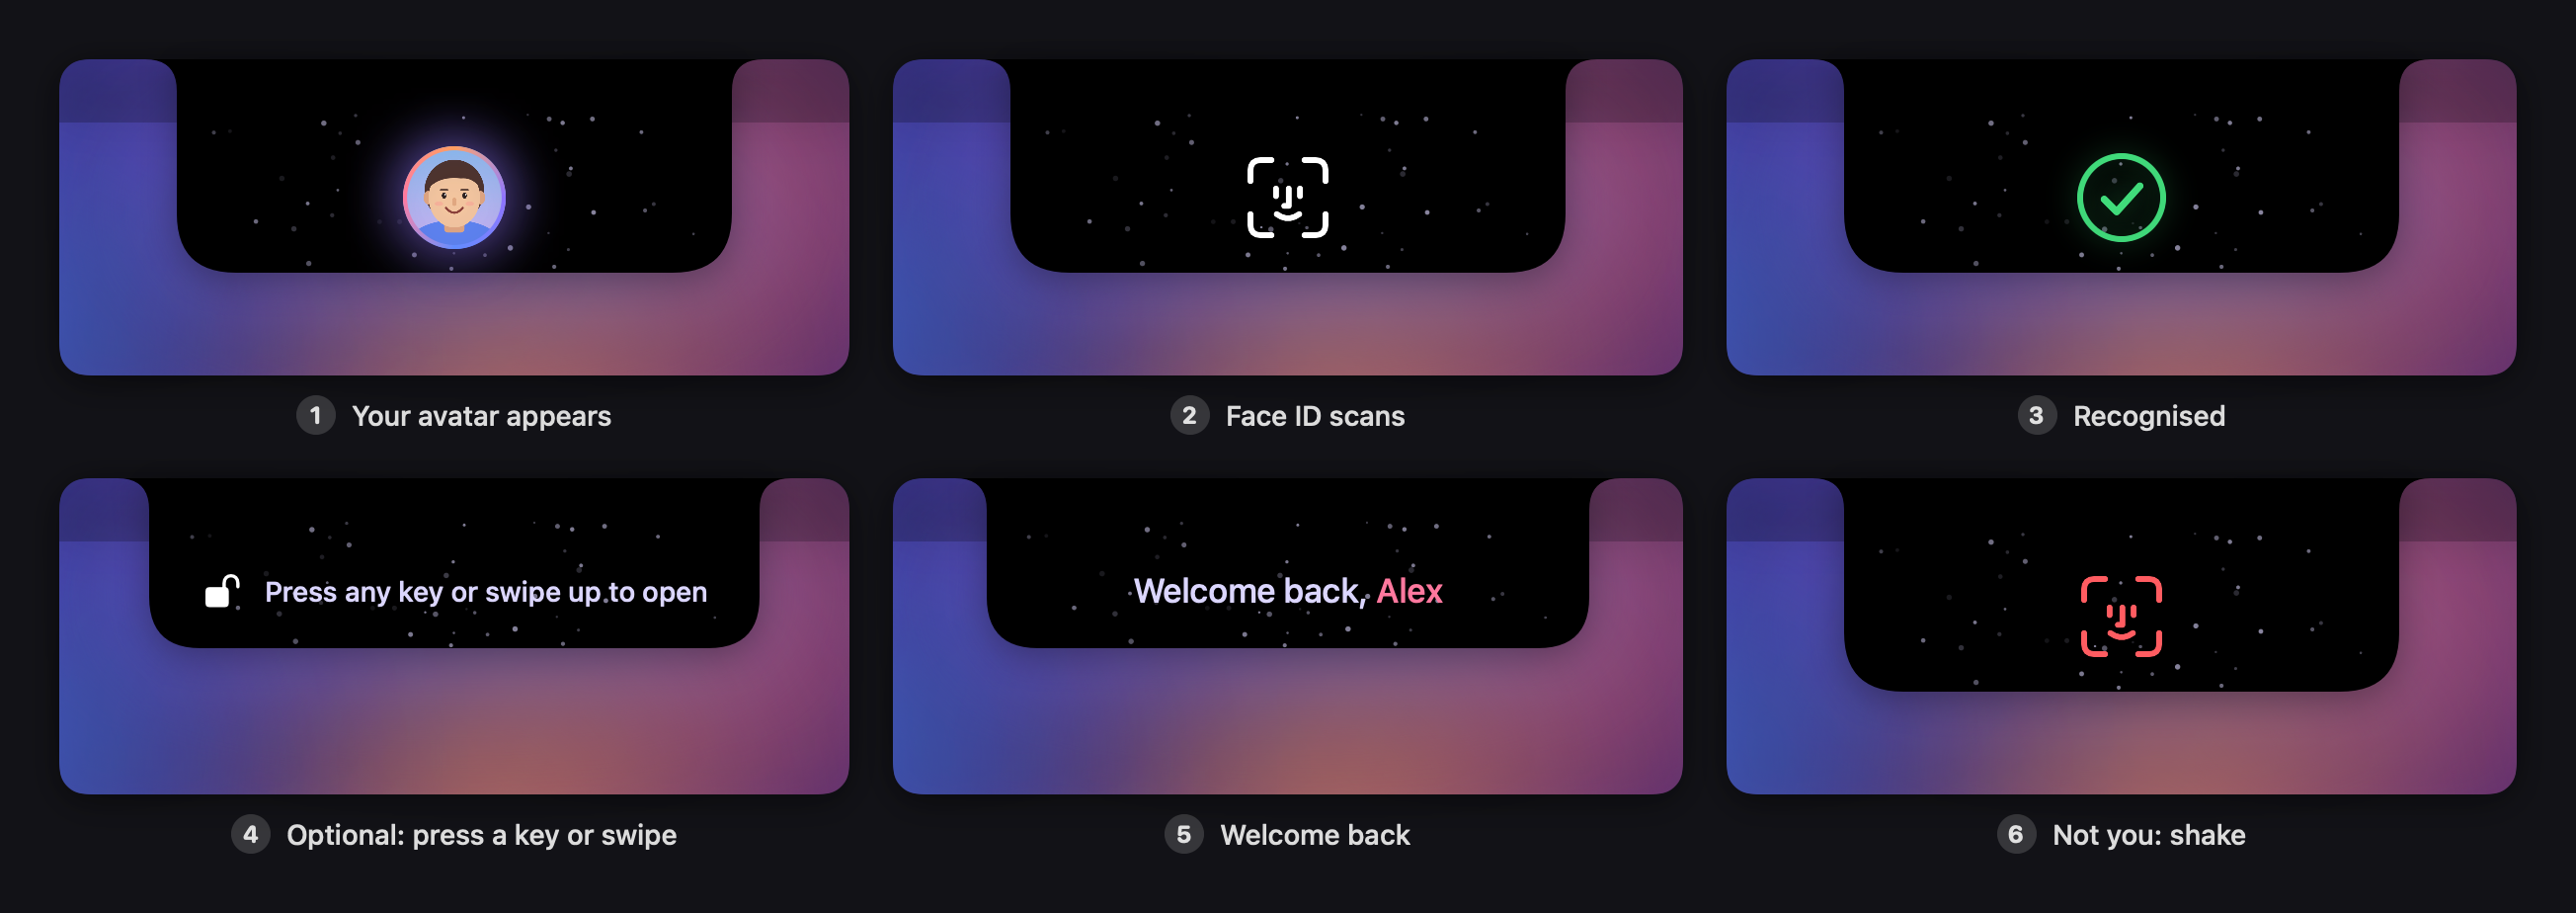 1 Your avatar appears
2 Face ID scans
3 Recognised
Press any key or swipe up to open
Welcome back, Alex
4 Optional: press a key or swipe
5 Welcome back
6 Not you: shake